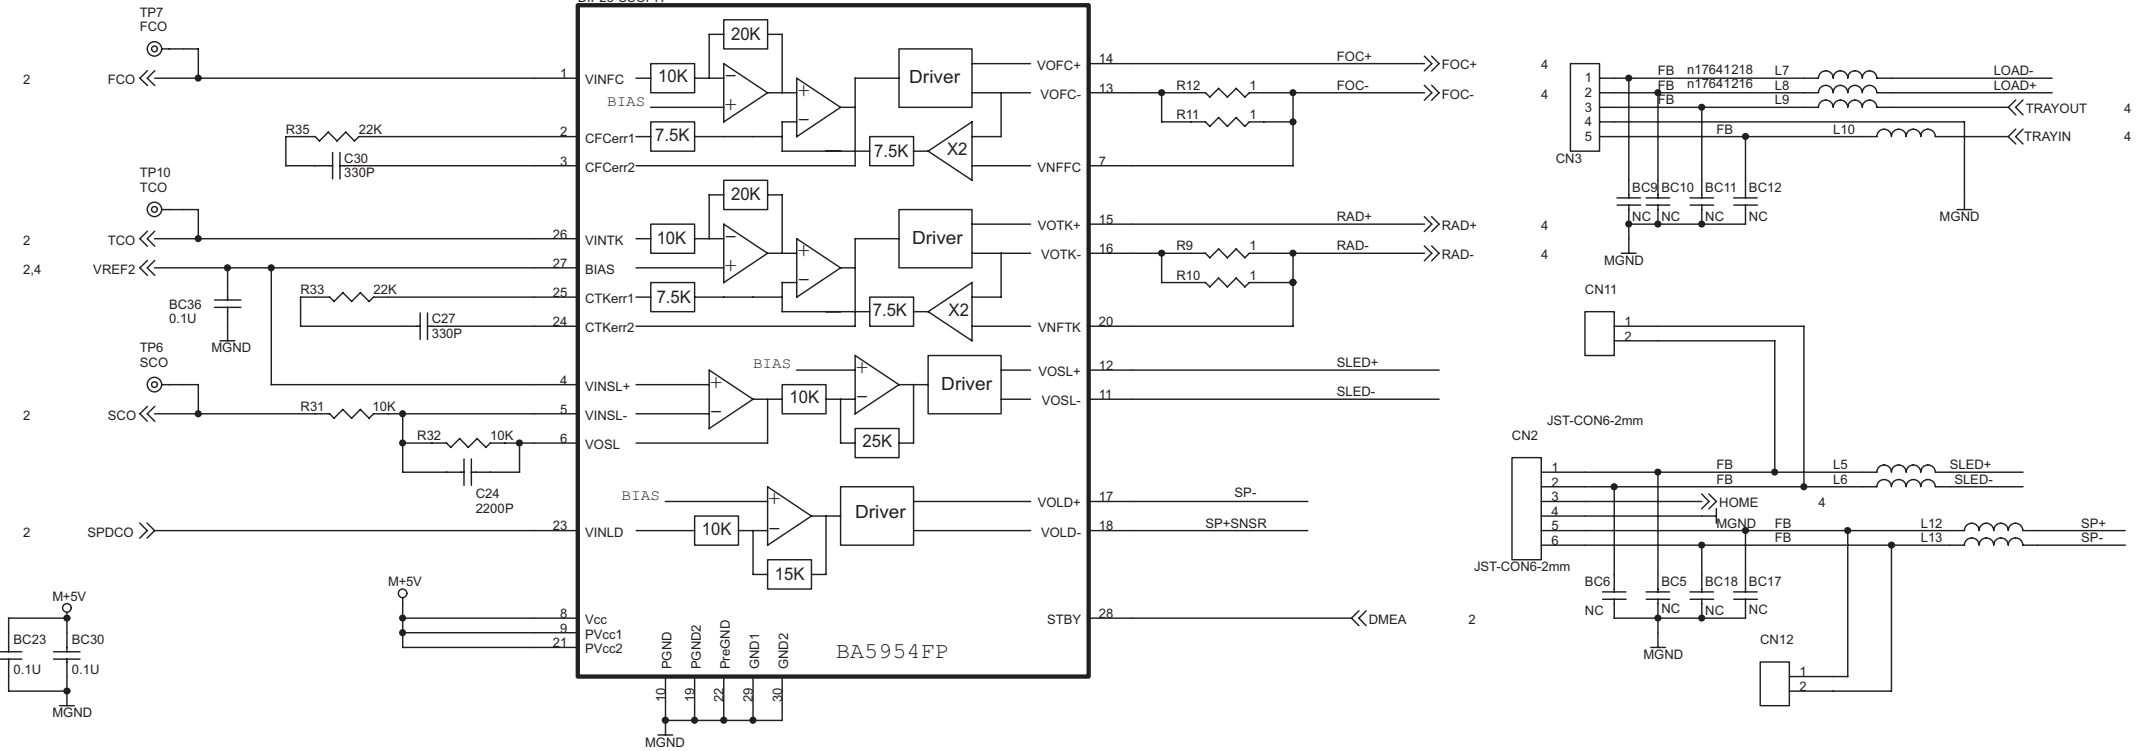 TP7
FCO
2 FCO
R35 22K
C30
330P
TP10
TCO
2 TCO
2,4 VREF2
BC36
0.1U
MGND
R33 22K
C27
330P
TP6
SCO
2 SCO
R31 10K
R32 10K
C24
2200P
2 SPDCO
M+5V
BC23
0.1U
BC30
0.1U
MGND
M+5V
1 VINFC
2 CFCerr1
3 CFCerr2
26 VINTK
27 BIAS
25 CTKerr1
24 CTKerr2
4 VINSL+
5 VINSL-
6 VOSL
23 VINLD
8 Vcc
9 PVcc1
21 PVcc2
20K
10K
BIAS
7.5K
7.5K
X2
Driver
20K
10K
7.5K
7.5K
X2
Driver
BIAS
10K
25K
Driver
BIAS
10K
15K
Driver
PGND
PGND2
PreGND
GND1
GND2
10
19
22
29
30
MGND
BA5954FP
VOFC+ 14 FOC+ FOC+ 4
VOFC- 13 R12 1 FOC- FOC- 4
R11 1
VNFFC 7
VOTK+ 15 RAD+ RAD+ 4
VOTK- 16 R9 1 RAD- RAD- 4
R10 1
VNFTK 20
VOSL+ 12 SLED+
VOSL- 11 SLED-
VOLD+ 17 SP-
VOLD- 18 SP+SNSR
STBY 28 DMEA 2
1 FB n17641218 L7 LOAD-
2 FB n17641216 L8 LOAD+
3 FB L9 TRAYOUT 4
4
5 FB L10 TRAYIN 4
CN3
BC9 BC10 BC11 BC12
NC NC NC NC
MGND
MGND
CN11
1
2
JST-CON6-2mm
CN2
1 FB L5 SLED+
2 FB L6 SLED-
3 HOME 4
4
MGND
5 FB L12 SP+
6 FB L13 SP-
JST-CON6-2mm
BC6 BC5 BC18 BC17
NC NC NC NC
MGND
CN12
1
2